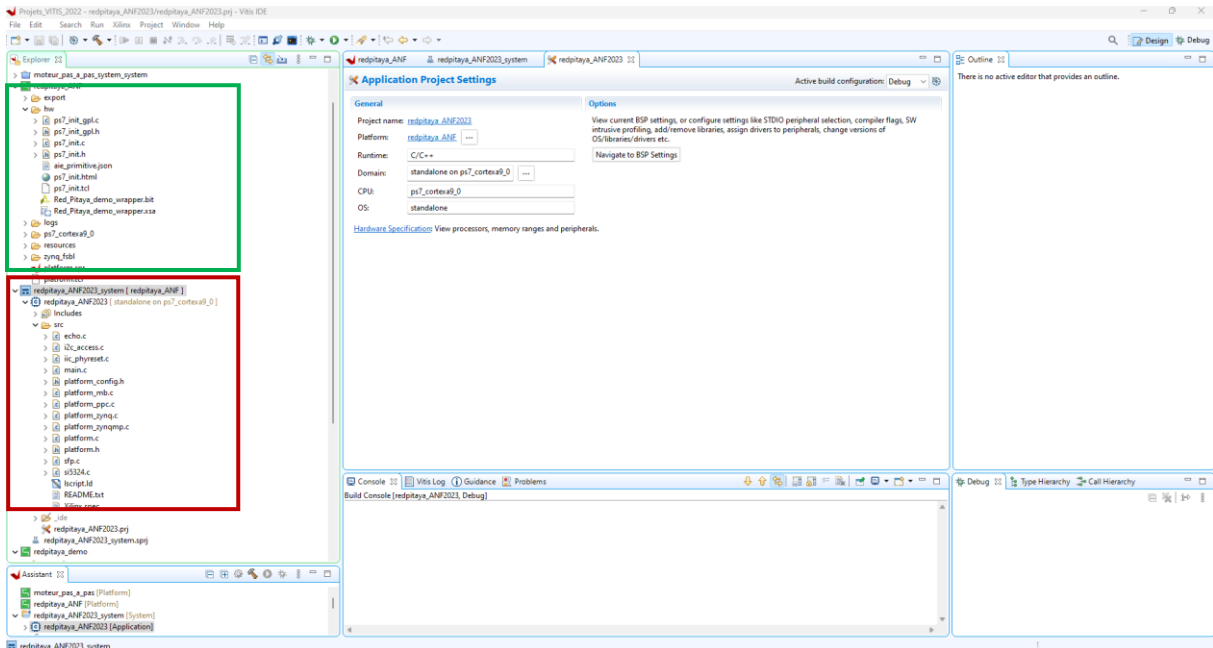 Projets_VITIS_2022 - redpitaya_ANF2023/redpitaya_ANF2023.prj - Vitis IDE
File Edit Search Run Xilinx Project Window Help
Design Debug
Explorer
moteur_pas_a_pas_system_system
redpitaya_ANF
export
hw
ps7_init_gpl.c
ps7_init_gpl.h
ps7_init.c
ps7_init.h
aie_primitive.json
ps7_init.html
ps7_init.tcl
Red_Pitaya_demo_wrapper.bit
Red_Pitaya_demo_wrapper.xsa
logs
ps7_cortexa9_0
resources
zynq_fsbl
platform.spr
platform.tcl
redpitaya_ANF2023_system [ redpitaya_ANF ]
redpitaya_ANF2023 [ standalone on ps7_cortexa9_0 ]
Includes
src
echo.c
i2c_access.c
iic_phyreset.c
main.c
platform_config.h
platform_mb.c
platform_ppc.c
platform_zynq.c
platform_zynqmp.c
platform.c
platform.h
sfp.c
si5324.c
lscript.ld
README.txt
Xilinx.spec
_ide
redpitaya_ANF2023.prj
redpitaya_ANF2023_system.sprj
redpitaya_demo
Assistant
moteur_pas_a_pas [Platform]
redpitaya_ANF [Platform]
redpitaya_ANF2023_system [System]
redpitaya_ANF2023 [Application]
redpitaya_ANF2023_system
redpitaya_ANF redpitaya_ANF2023_system redpitaya_ANF2023
Application Project Settings
Active build configuration: Debug
General
Project name: redpitaya_ANF2023
Platform: redpitaya_ANF ...
Runtime: C/C++
Domain: standalone on ps7_cortexa9_0 ...
CPU: ps7_cortexa9_0
OS: standalone
Hardware Specification: View processors, memory ranges and peripherals.
Options
View current BSP settings, or configure settings like STDIO peripheral selection, compiler flags, SW
intrusive profiling, add/remove libraries, assign drivers to peripherals, change versions of
OS/libraries/drivers etc.
Navigate to BSP Settings
Outline
There is no active editor that provides an outline.
Console Vitis Log Guidance Problems
Build Console [redpitaya_ANF2023, Debug]
Debug Type Hierarchy Call Hierarchy